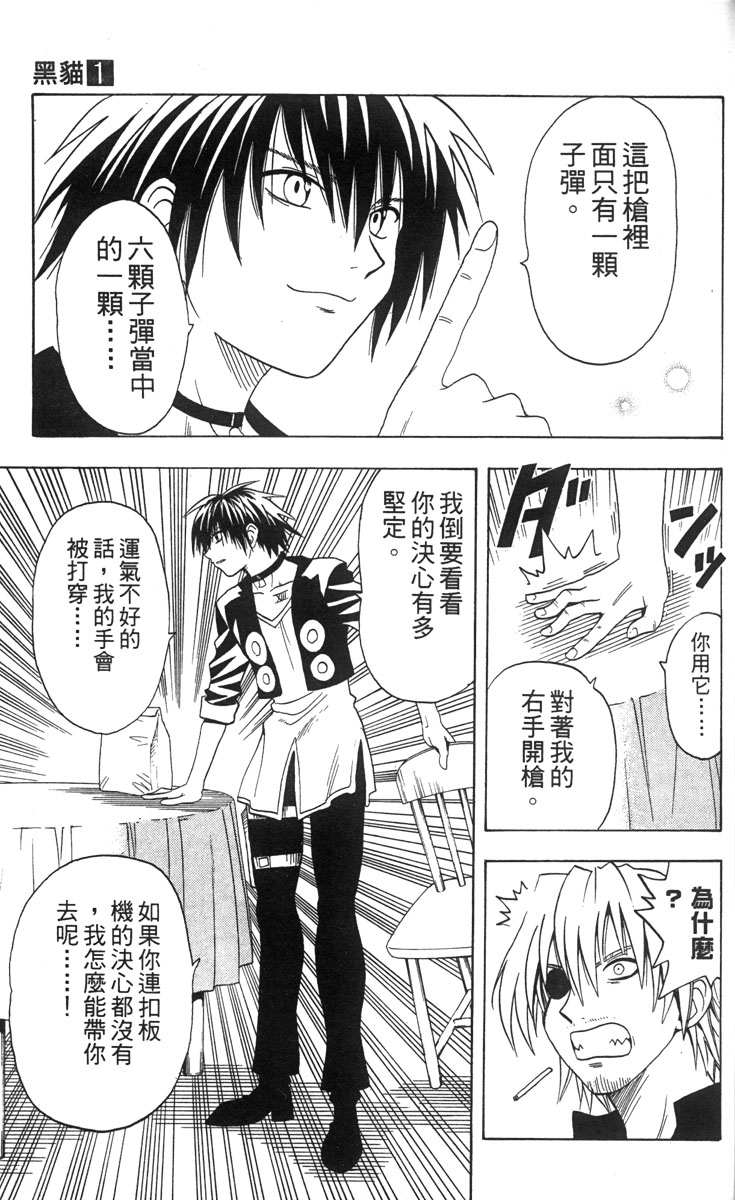 黑貓1
這把槍裡
面只有一顆
子彈。
六顆子彈當中
的一顆……
ダンッ
你用它……
對著我的
右手開槍。
為什麼
?
我倒要看看
你的決心有多
堅定。
運氣不好的
話，我的手會
被打穿……
如果你連扣板
機的決心都沒有
，我怎麼能帶你
去呢……!
XIII